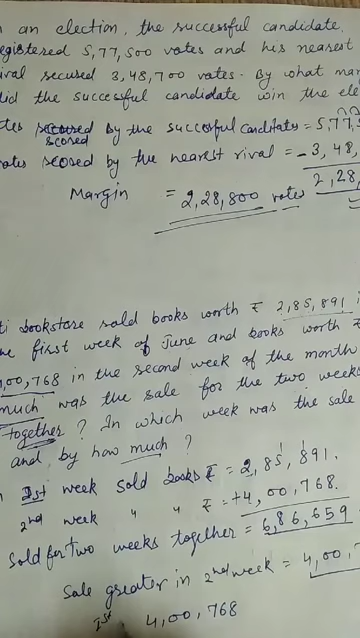 an election, the successful candidate
registered 5,77,500 votes and his nearest
rival secured 3,48,700 votes. By what mar
did the successful candidate win the ele
scored by the successful candidate = 5,77,5
votes scored by the nearest rival = - 3,48,
Margin = 2,28,800 votes 2,28,
bookstore sold books worth ₹ 2,85,891
first week of June and books worth ₹
4,00,768 in the second week of the month
much was the sale for the two weeks
together? In which week was the sale
and by how much?
Ist week sold books ₹ = 2,85,891.
2nd week " " ₹ = +4,00,768.
Sold for two weeks together = 6,86,659
Sale greater in 2nd week = 4,00,7
Ist 4,00,768